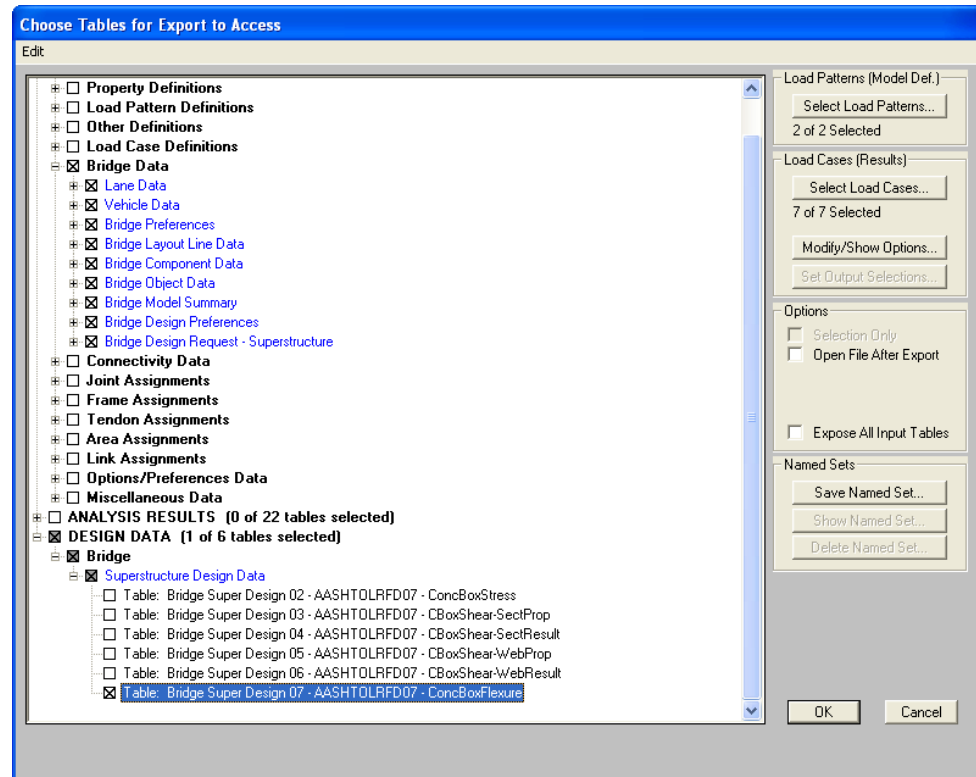 Choose Tables for Export to Access
Edit
Property Definitions
Load Pattern Definitions
Other Definitions
Load Case Definitions
Bridge Data
Lane Data
Vehicle Data
Bridge Preferences
Bridge Layout Line Data
Bridge Component Data
Bridge Object Data
Bridge Model Summary
Bridge Design Preferences
Bridge Design Request - Superstructure
Connectivity Data
Joint Assignments
Frame Assignments
Tendon Assignments
Area Assignments
Link Assignments
Options/Preferences Data
Miscellaneous Data
ANALYSIS RESULTS (0 of 22 tables selected)
DESIGN DATA (1 of 6 tables selected)
Bridge
Superstructure Design Data
Table: Bridge Super Design 02 - AASHTOLRFD07 - ConcBoxStress
Table: Bridge Super Design 03 - AASHTOLRFD07 - CBoxShear-SectProp
Table: Bridge Super Design 04 - AASHTOLRFD07 - CBoxShear-SectResult
Table: Bridge Super Design 05 - AASHTOLRFD07 - CBoxShear-WebProp
Table: Bridge Super Design 06 - AASHTOLRFD07 - CBoxShear-WebResult
Table: Bridge Super Design 07 - AASHTOLRFD07 - ConcBoxFlexure
Load Patterns (Model Def.)
Select Load Patterns...
2 of 2 Selected
Load Cases (Results)
Select Load Cases...
7 of 7 Selected
Modify/Show Options...
Set Output Selections...
Options
Selection Only
Open File After Export
Expose All Input Tables
Named Sets
Save Named Set...
Show Named Set...
Delete Named Set...
OK
Cancel